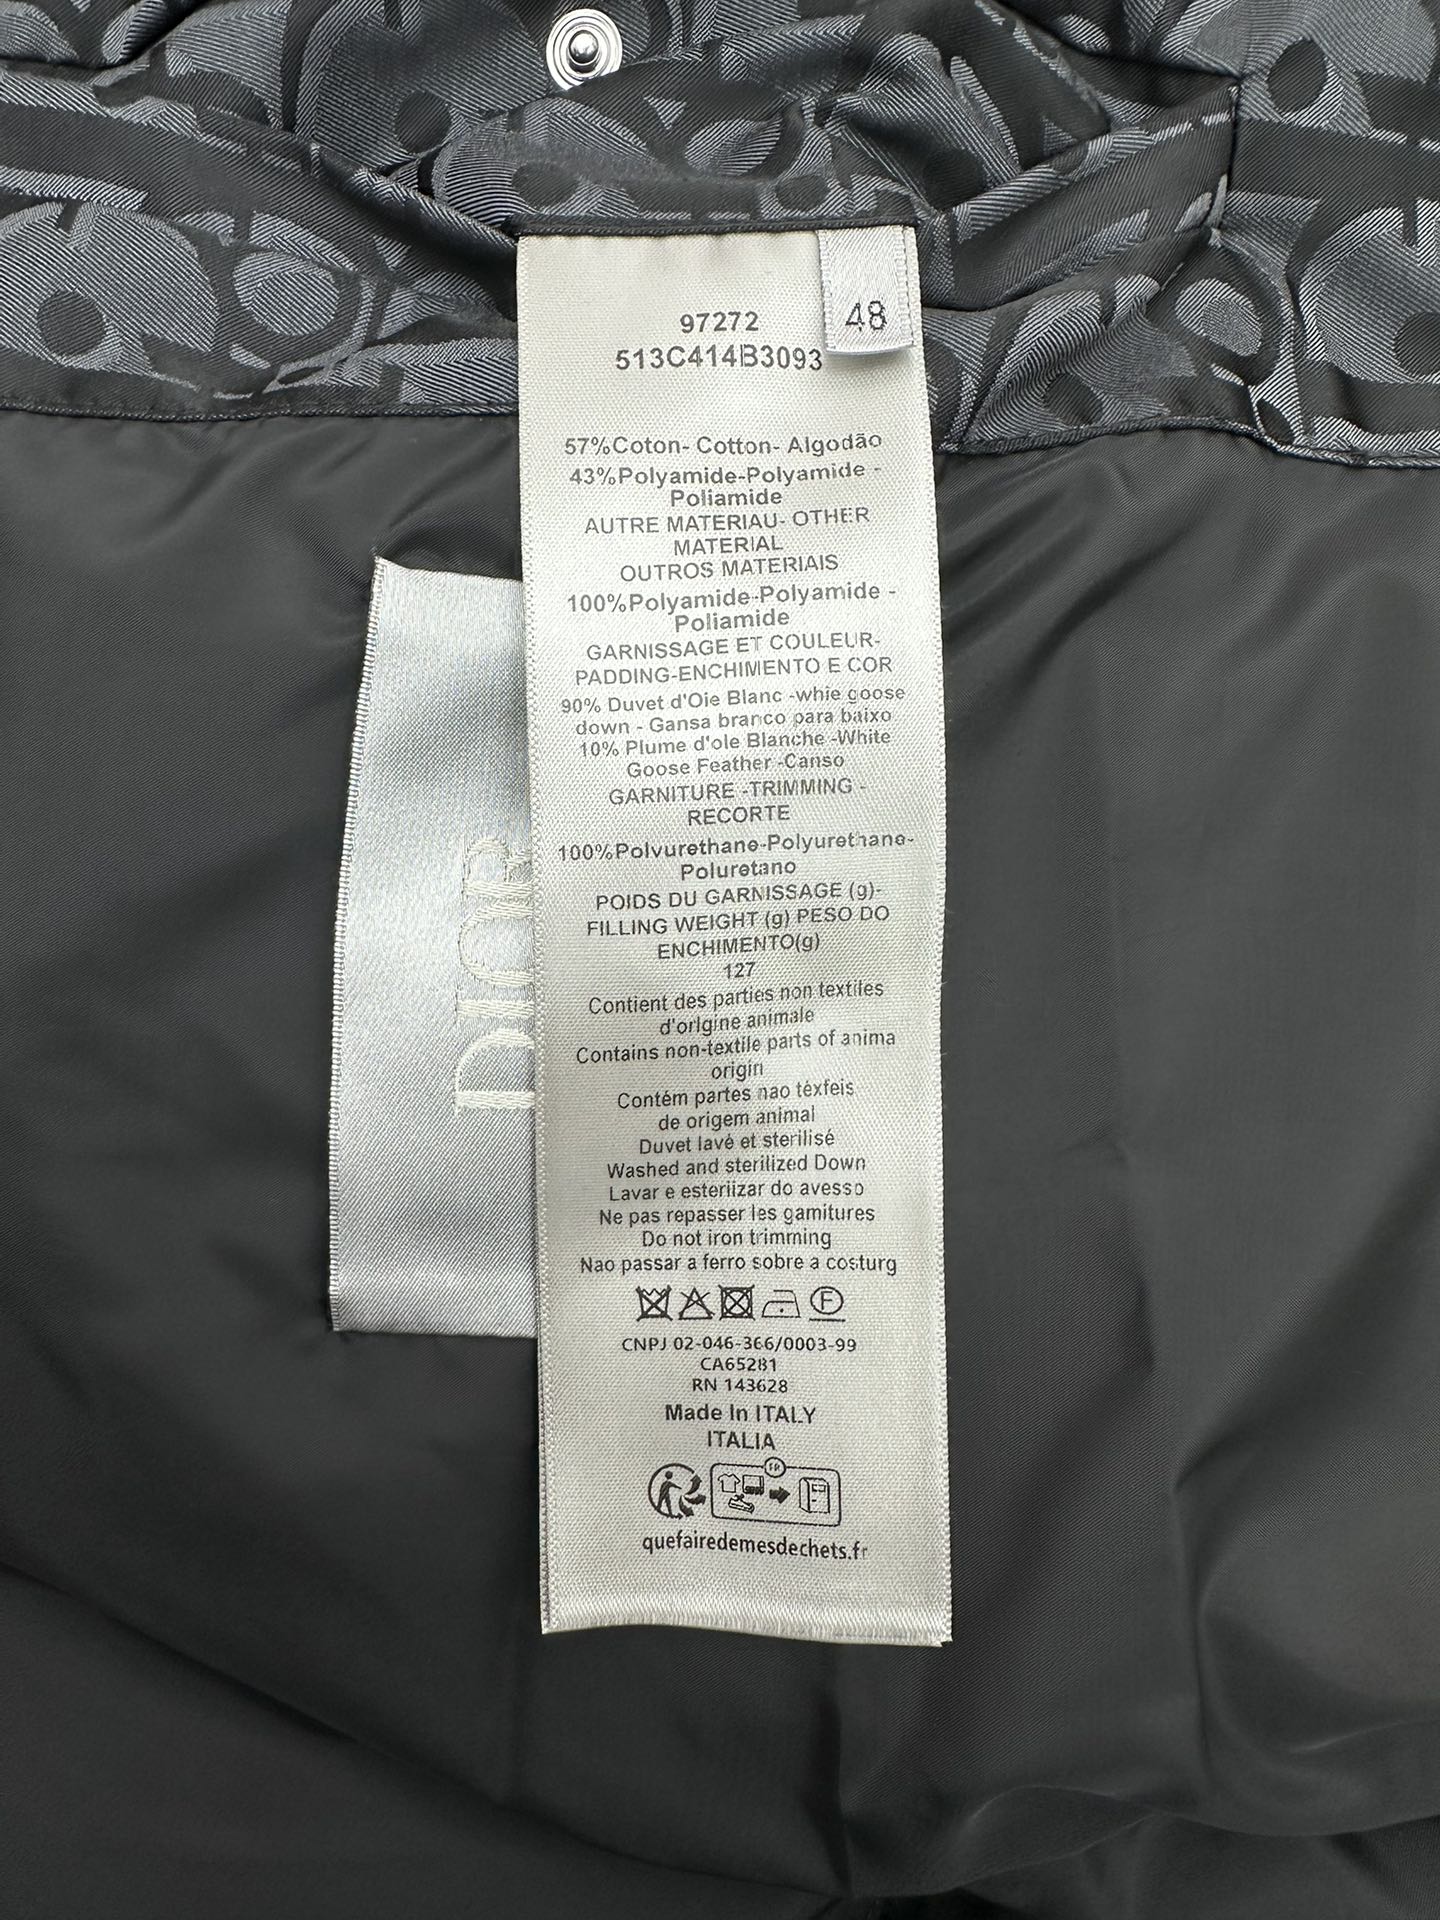 48
97272
513C414B3093
57%Coton- Cotton- Algodão
43%Polyamide-Polyamide -
Poliamide
AUTRE MATERIAU- OTHER
MATERIAL
OUTROS MATERIAIS
100%Polyamide-Polyamide -
Poliamide
GARNISSAGE ET COULEUR-
PADDING-ENCHIMENTO E COR
90% Duvet d'Oie Blanc -whie goose
down - Gansa branco para baixo
10% Plume d'ole Blanche -White
Goose Feather -Canso
GARNITURE -TRIMMING -
RECORTE
100%Polvurethane-Polyurethane-
Poluretano
POIDS DU GARNISSAGE (g)-
FILLING WEIGHT (g) PESO DO
ENCHIMENTO(g)
127
Contient des parties non textiles
d'orlgine animale
Contains non-textile parts of anima
origin
Contém partes nao téxfeis
de origem animal
Duvet lavé et sterilisé
Washed and sterilized Down
Lavar e esteriizar do avesso
Ne pas repasser les gamitures
Do not iron trimming
Nao passar a ferro sobre a costurg
F
CNPJ 02-046-366/0003-99
CA65281
RN 143628
Made In ITALY
ITALIA
FR
quefairedemesdechets.fr
DIOR